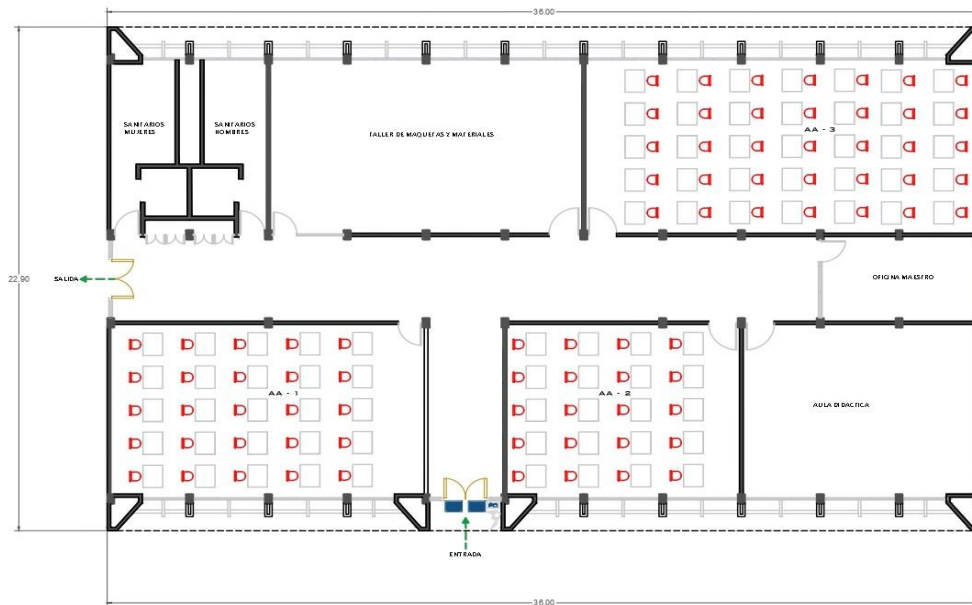 36.00
SANITARIOS
MUJERES
SANITARIOS
HOMBRES
TALLER DE MAQUETAS Y MATERIALES
AA - 3
22.90
SALIDA
OFICINA MAESTRO
AA - 1
AA - 2
AULA DIDACTICA
ENTRADA
36.00